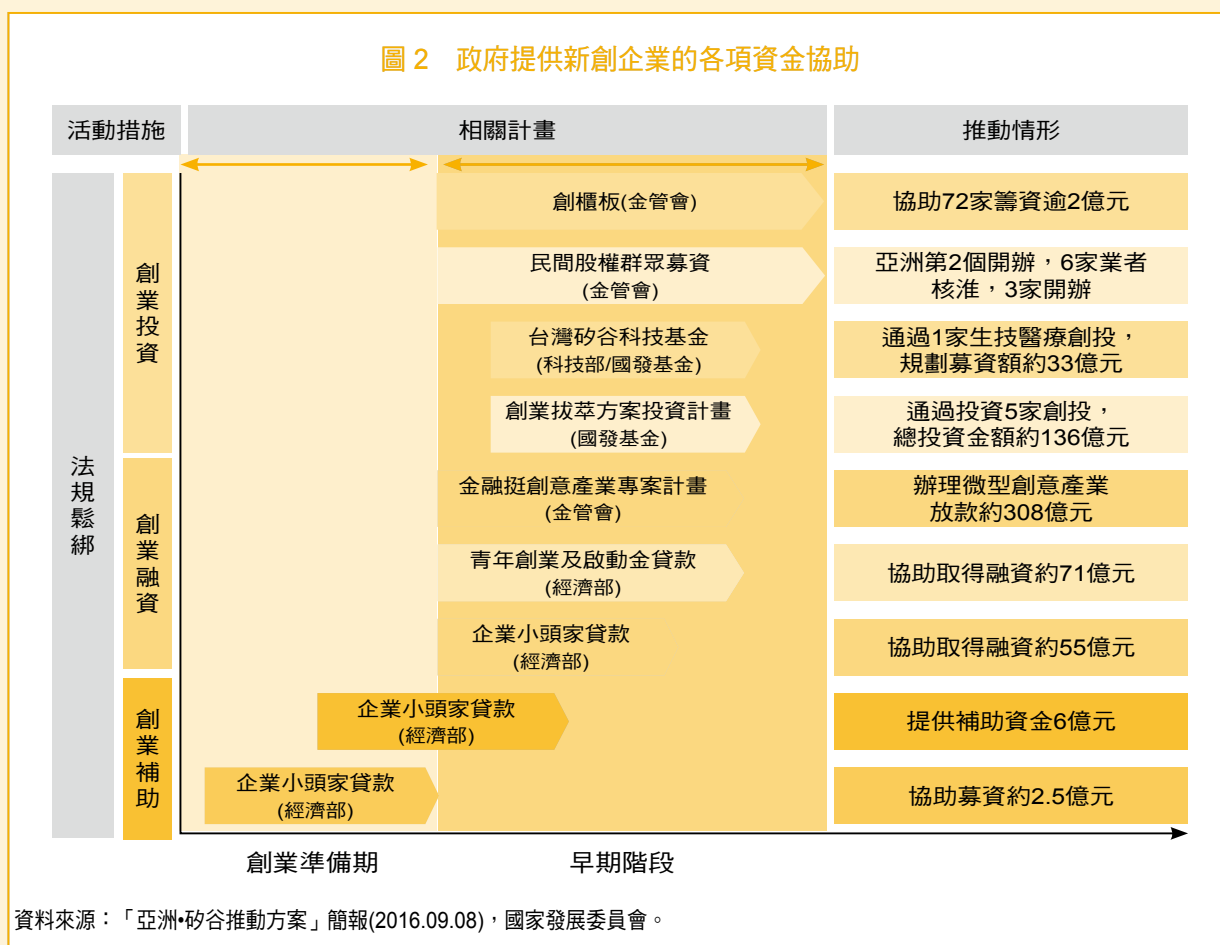 圖 2 政府提供新創企業的各項資金協助
活動措施
相關計畫
推動情形
法規鬆綁
創業投資
創櫃板(金管會)
協助72家籌資逾2億元
民間股權群眾募資
(金管會)
亞洲第2個開辦，6家業者
核淮，3家開辦
台灣矽谷科技基金
(科技部/國發基金)
通過1家生技醫療創投，
規劃募資額約33億元
創業拔萃方案投資計畫
(國發基金)
通過投資5家創投，
總投資金額約136億元
創業融資
金融挺創意產業專案計畫
(金管會)
辦理微型創意產業
放款約308億元
青年創業及啟動金貸款
(經濟部)
協助取得融資約71億元
企業小頭家貸款
(經濟部)
協助取得融資約55億元
創業補助
企業小頭家貸款
(經濟部)
提供補助資金6億元
企業小頭家貸款
(經濟部)
協助募資約2.5億元
創業準備期
早期階段
資料來源：「亞洲•矽谷推動方案」簡報(2016.09.08)，國家發展委員會。